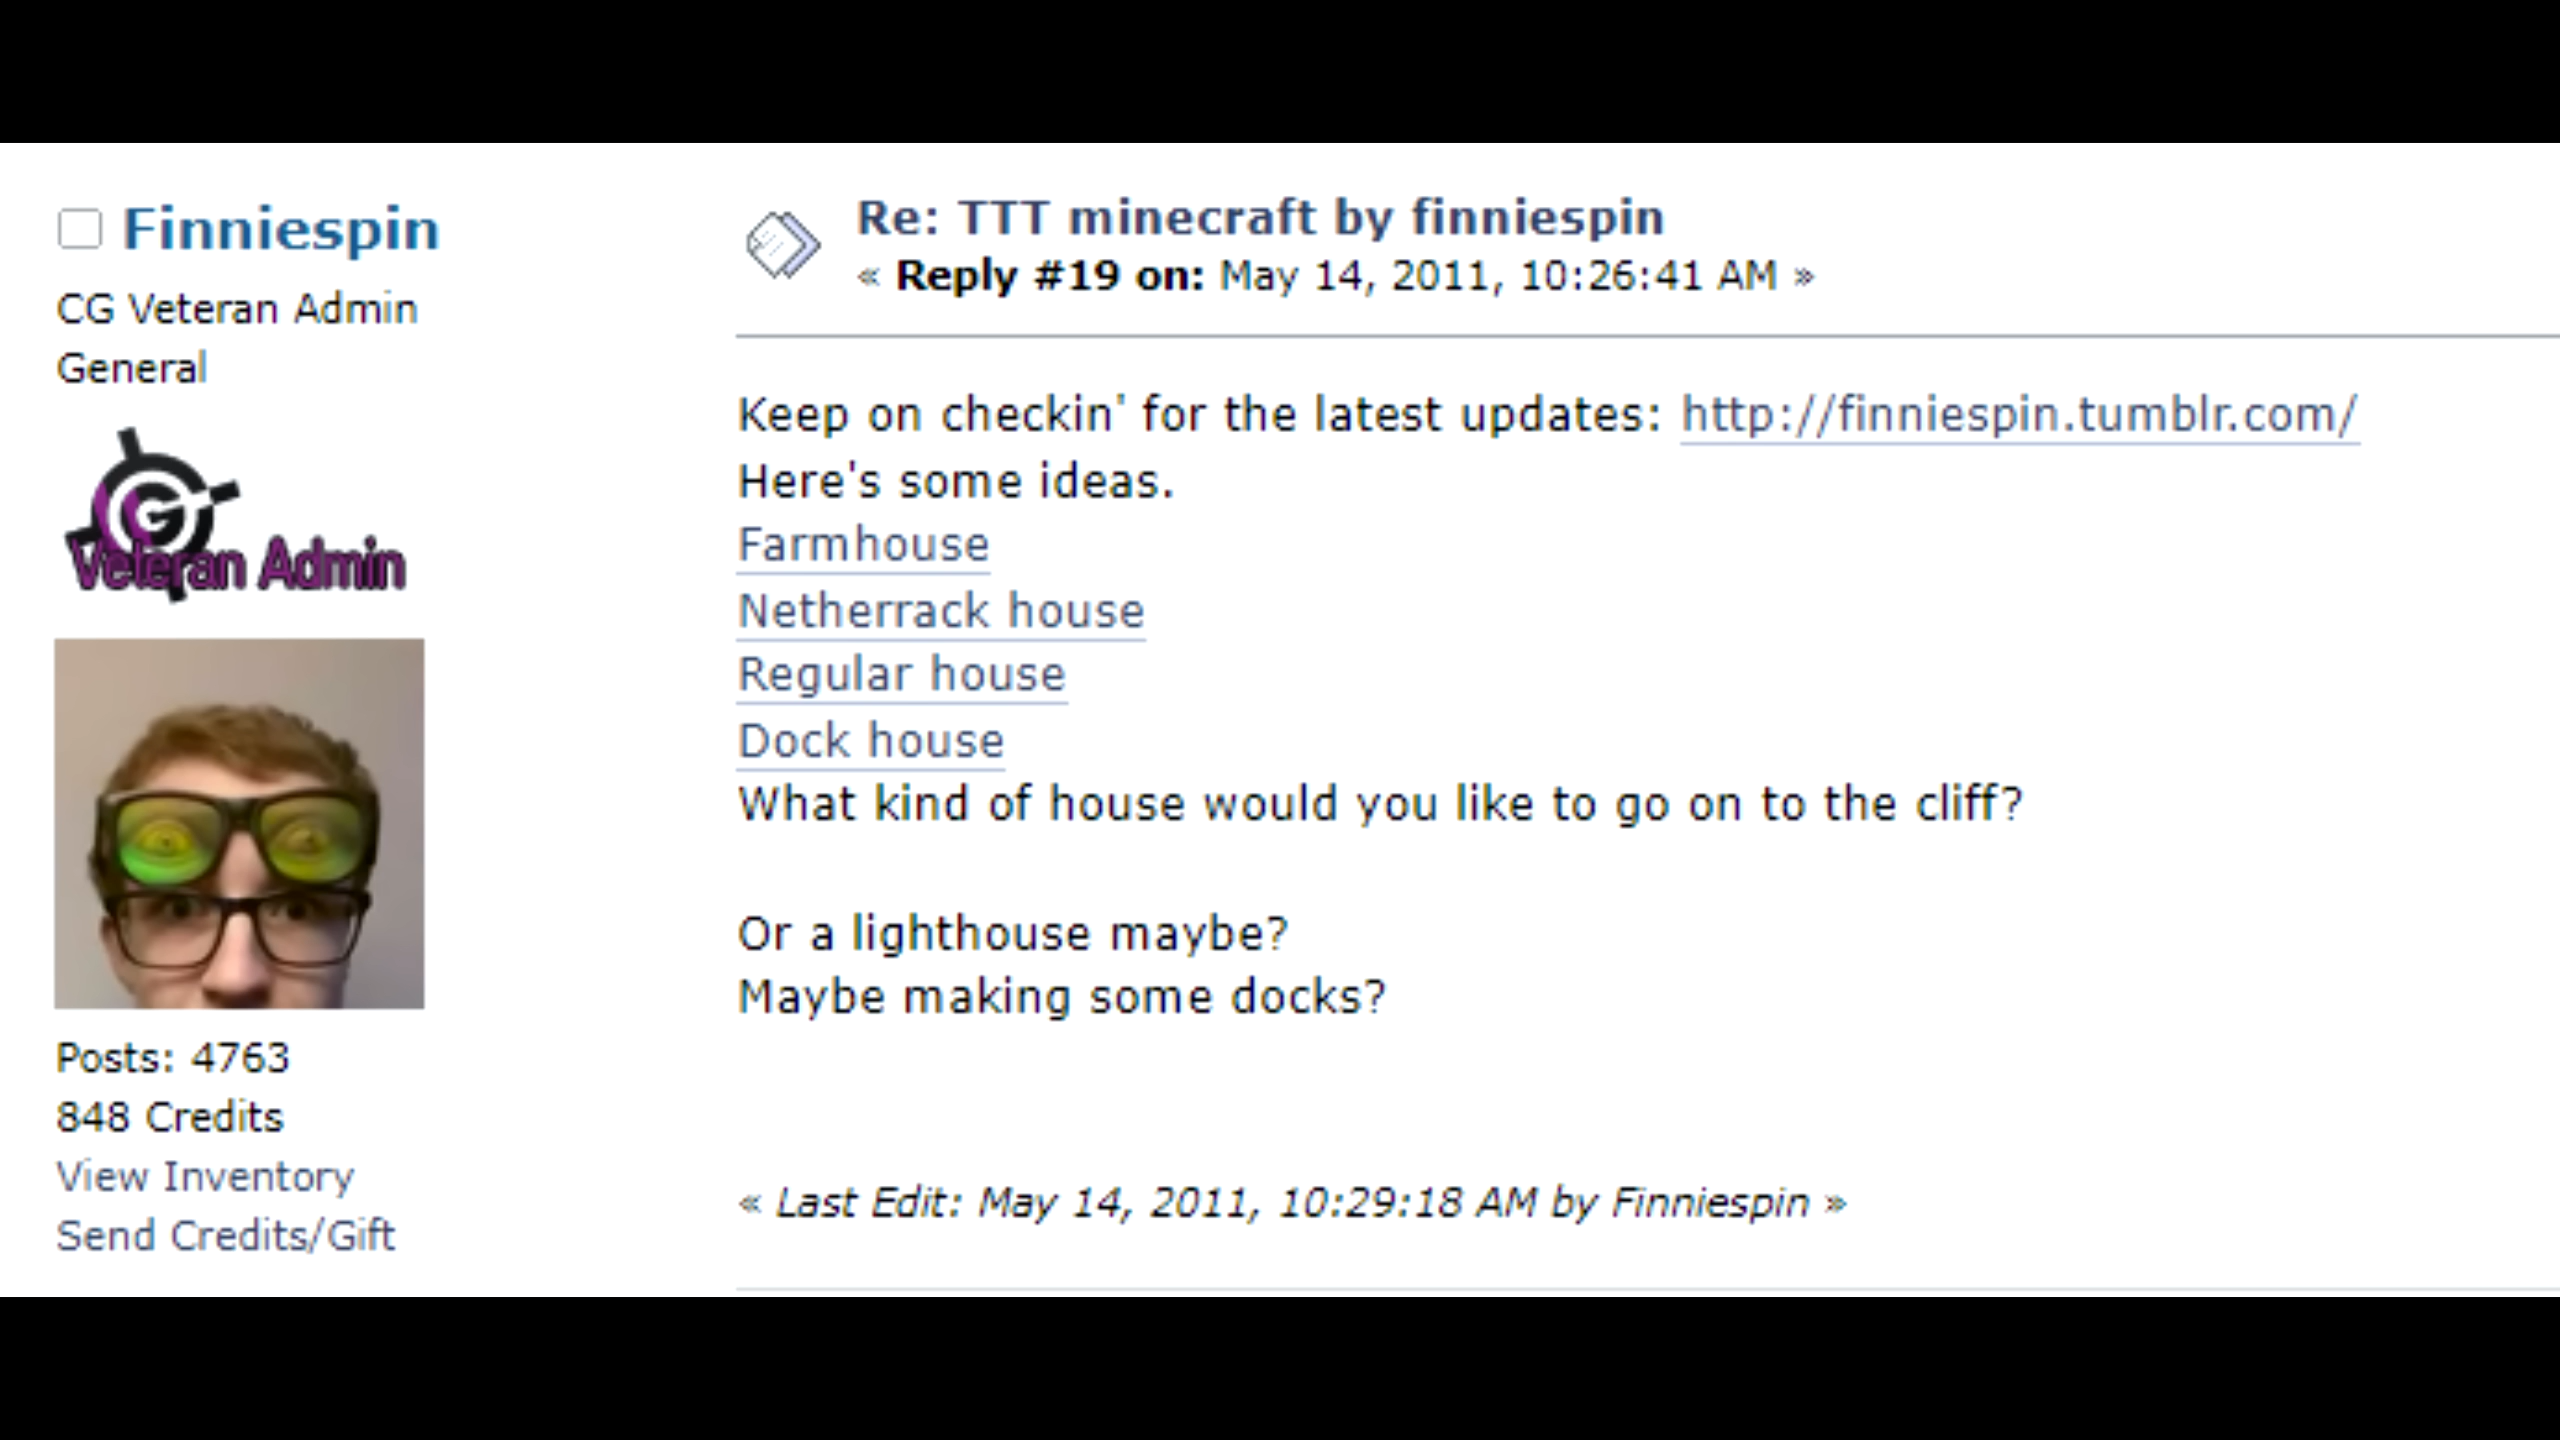 Finniespin
CG Veteran Admin
General
G
Veteran Admin
Posts: 4763
848 Credits
View Inventory
Send Credits/Gift
Re: TTT minecraft by finniespin
« Reply #19 on: May 14, 2011, 10:26:41 AM »
Keep on checkin' for the latest updates: http://finniespin.tumblr.com/
Here's some ideas.
Farmhouse
Netherrack house
Regular house
Dock house
What kind of house would you like to go on to the cliff?
Or a lighthouse maybe?
Maybe making some docks?
« Last Edit: May 14, 2011, 10:29:18 AM by Finniespin »